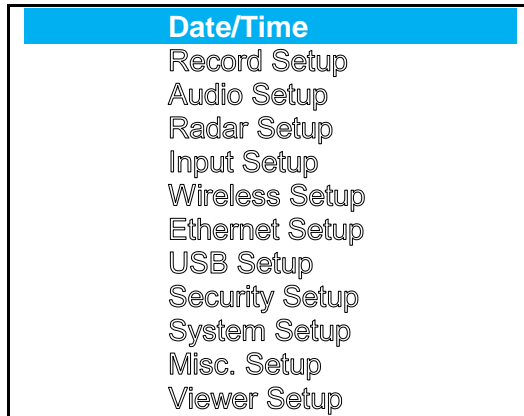 Date/Time
Record Setup
Audio Setup
Radar Setup
Input Setup
Wireless Setup
Ethernet Setup
USB Setup
Security Setup
System Setup
Misc. Setup
Viewer Setup